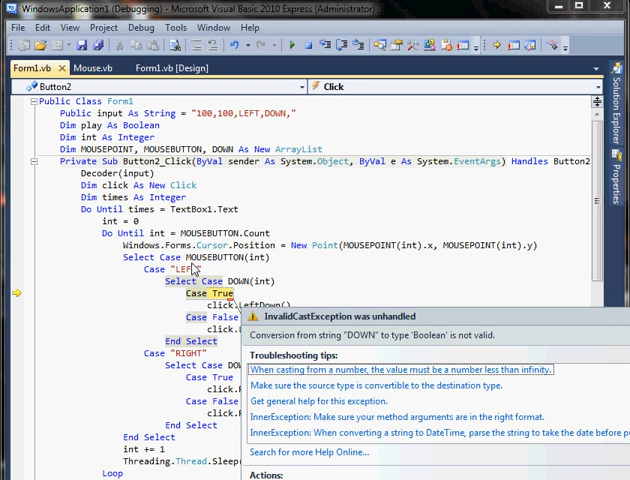 WindowsApplication1 (Debugging) - Microsoft Visual Basic 2010 Express (Administrator)
File Edit View Project Debug Tools Window Help
Form1.vb Mouse.vb Form1.vb [Design]
Button2 Click
Public Class Form1
Public input As String = "100,100,LEFT,DOWN,"
Dim play As Boolean
Dim int As Integer
Dim MOUSEPOINT, MOUSEBUTTON, DOWN As New ArrayList
Private Sub Button2_Click(ByVal sender As System.Object, ByVal e As System.EventArgs) Handles Button2
Decoder(input)
Dim click As New Click
Dim times As Integer
Do Until times = TextBox1.Text
int = 0
Do Until int = MOUSEBUTTON.Count
Windows.Forms.Cursor.Position = New Point(MOUSEPOINT(int).x, MOUSEPOINT(int).y)
Select Case MOUSEBUTTON(int)
Case "LEF "
Select Case DOWN(int)
Case True
click.LeftDown()
Case False
click.L
End Select
Case "RIGHT"
Select Case DOW
Case True
click.
Case False
click.
End Select
End Select
int += 1
Threading.Thread.Sleep
Loop
InvalidCastException was unhandled
Conversion from string "DOWN" to type 'Boolean' is not valid.
Troubleshooting tips:
When casting from a number, the value must be a number less than infinity.
Make sure the source type is convertible to the destination type.
Get general help for this exception.
InnerException: Make sure your method arguments are in the right format.
InnerException: When converting a string to DateTime, parse the string to take the date before pu
Search for more Help Online...
Actions:
Solution Explorer
Properties